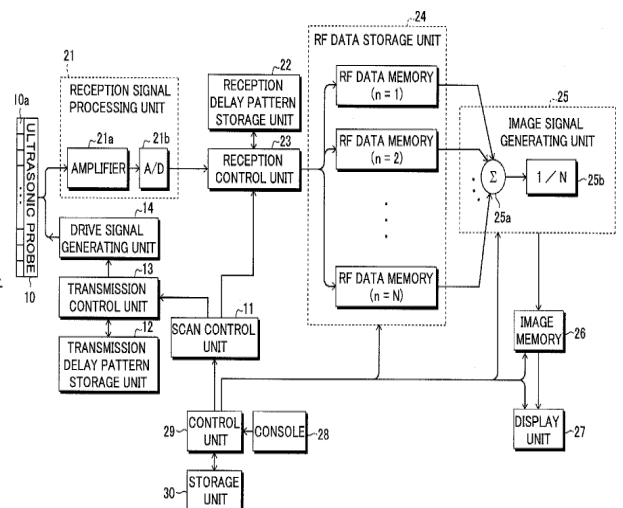 24
RF DATA STORAGE UNIT
22
21
RECEPTION SIGNAL
PROCESSING UNIT
RECEPTION
DELAY PATTERN
STORAGE UNIT
RF DATA MEMORY
(n = 1)
25
IMAGE SIGNAL
GENERATING UNIT
10a
21a
21b
23
AMPLIFIER
A/D
RECEPTION
CONTROL UNIT
RF DATA MEMORY
(n = 2)
Σ
1 / N
25b
25a
ULTRASONIC PROBE
14
DRIVE SIGNAL
GENERATING UNIT
13
10
TRANSMISSION
CONTROL UNIT
11
RF DATA MEMORY
(n = N)
12
SCAN CONTROL
UNIT
IMAGE
MEMORY
26
TRANSMISSION
DELAY PATTERN
STORAGE UNIT
29
CONTROL
UNIT
CONSOLE
28
DISPLAY
UNIT
27
30
STORAGE
UNIT